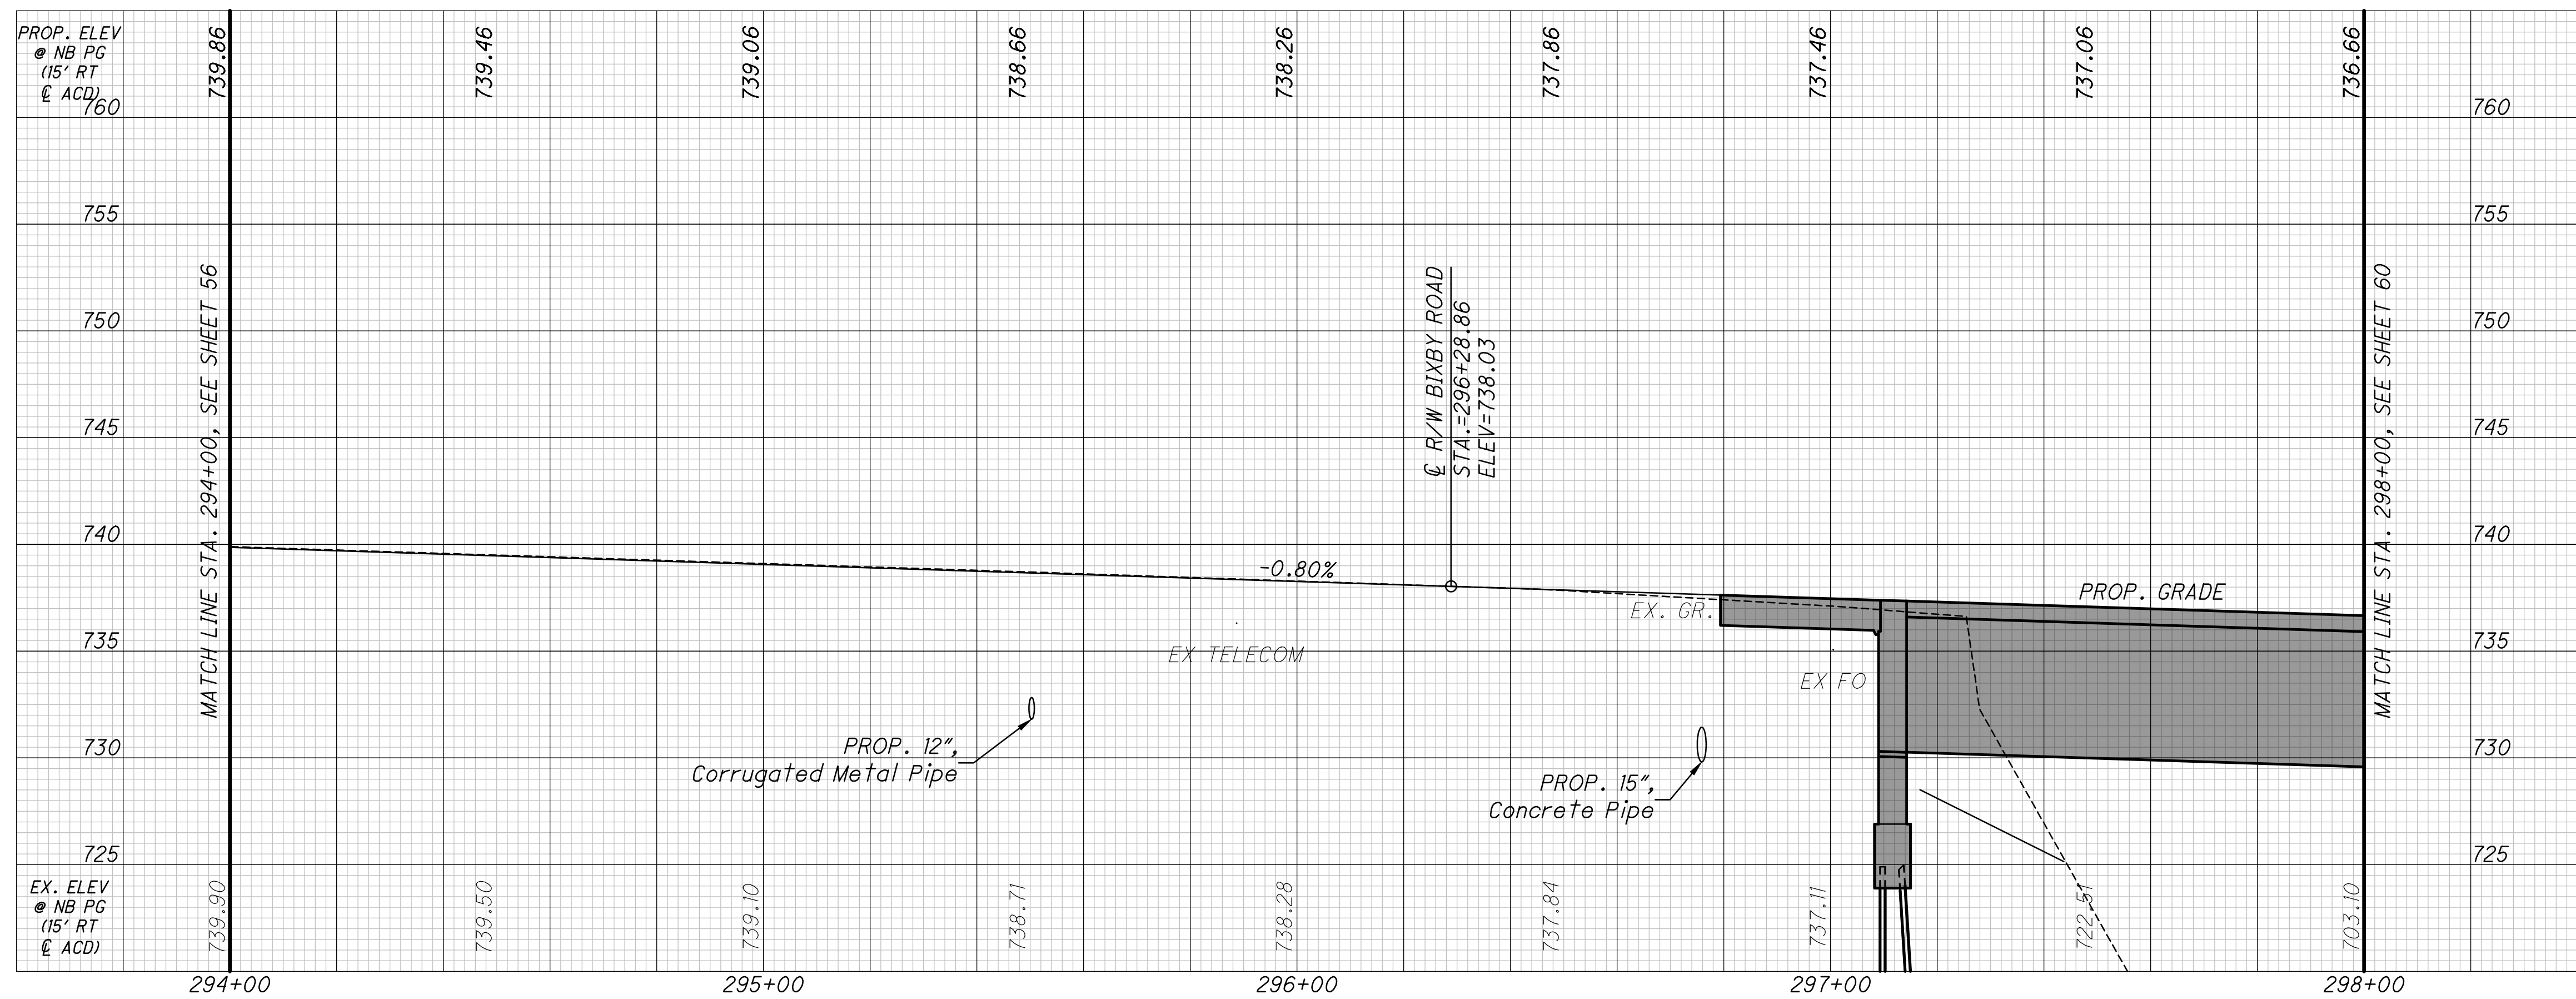 PROP. ELEV
@ NB PG
(15' RT
℄ ACD)
739.86
739.46
739.06
738.66
738.26
737.86
737.46
737.06
736.66
760
760
755
755
750
750
745
745
740
740
735
735
730
730
725
725
MATCH LINE STA. 294+00, SEE SHEET 56
℄ R/W BIXBY ROAD
STA.=296+28.86
ELEV=738.03
MATCH LINE STA. 298+00, SEE SHEET 60
-0.80%
PROP. GRADE
EX. GR.
EX TELECOM
EX FO
PROP. 12",
Corrugated Metal Pipe
PROP. 15",
Concrete Pipe
EX. ELEV
@ NB PG
(15' RT
℄ ACD)
739.90
739.50
739.10
738.71
738.28
737.84
737.11
722.51
703.10
294+00
295+00
296+00
297+00
298+00